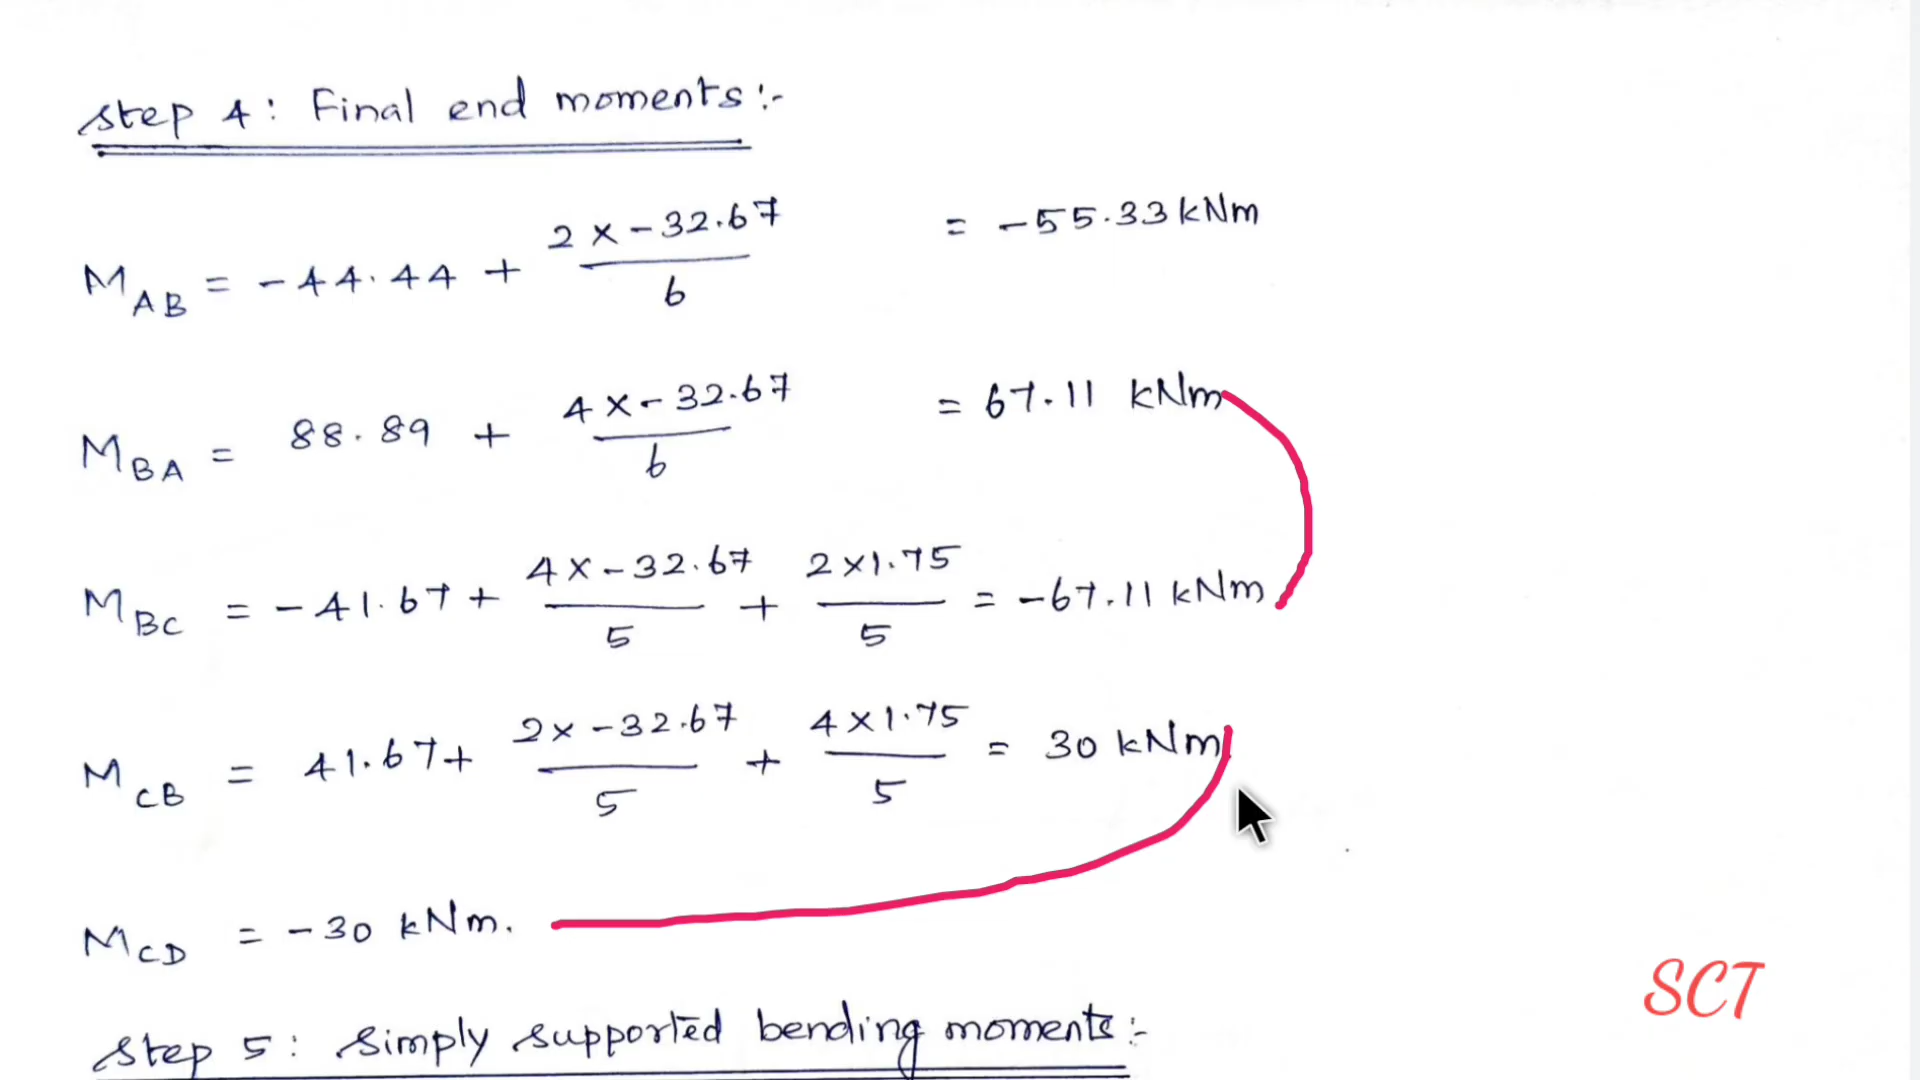 step 4: Final end moments:-
M_AB = -44.44 + (2 x -32.67)/6 = -55.33 kNm
M_BA = 88.89 + (4 x -32.67)/6 = 67.11 kNm
M_BC = -41.67 + (4 x -32.67)/5 + (2 x 1.75)/5 = -67.11 kNm
M_CB = 41.67 + (2 x -32.67)/5 + (4 x 1.75)/5 = 30 kNm
M_CD = -30 kNm.
SCT
step 5: simply supported bending moments:-